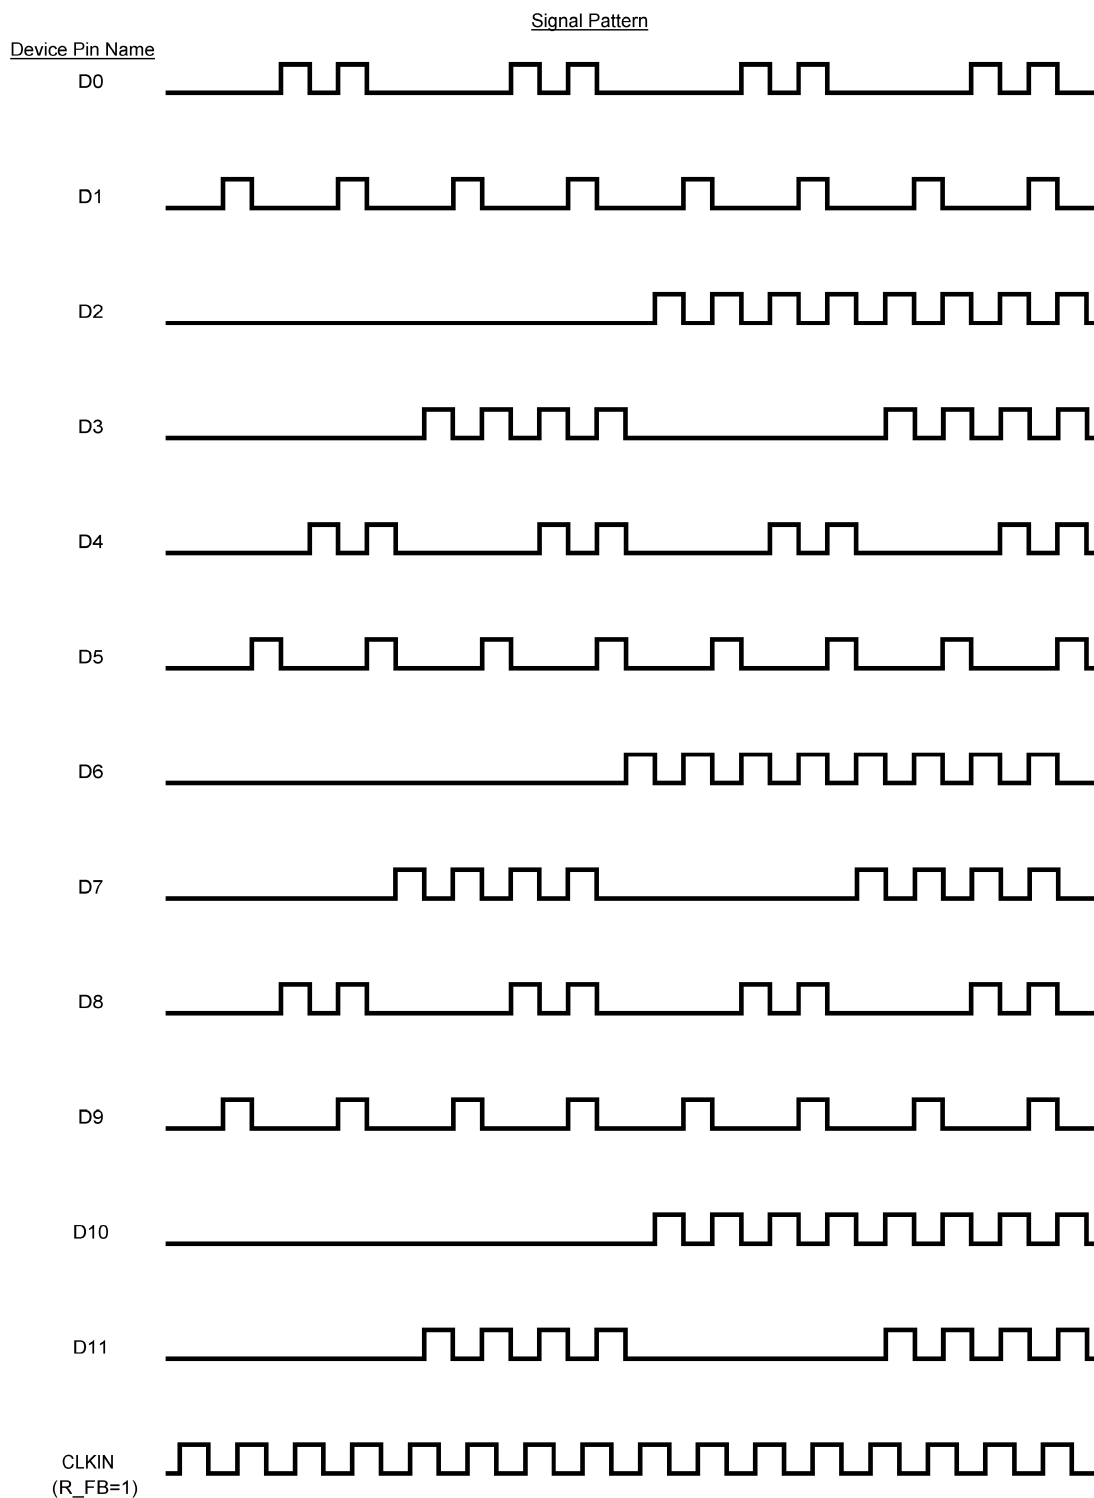 Signal Pattern
Device Pin Name
D0
D1
D2
D3
D4
D5
D6
D7
D8
D9
D10
D11
CLKIN
(R_FB=1)